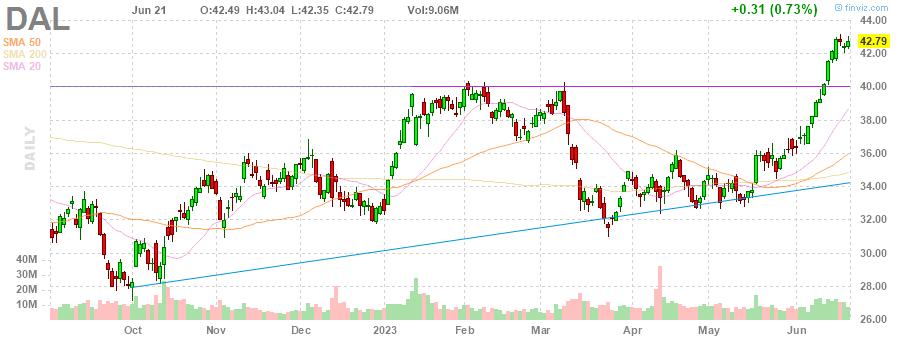 DAL
Jun 21 O:42.49 H:43.04 L:42.35 C:42.79 Vol:9.06M
+0.31 (0.73%)
© finviz.com
SMA 50
SMA 200
SMA 20
DAILY
44.00
42.79
42.00
40.00
38.00
36.00
34.00
32.00
30.00
28.00
26.00
40M
30M
20M
10M
Oct Nov Dec 2023 Feb Mar Apr May Jun